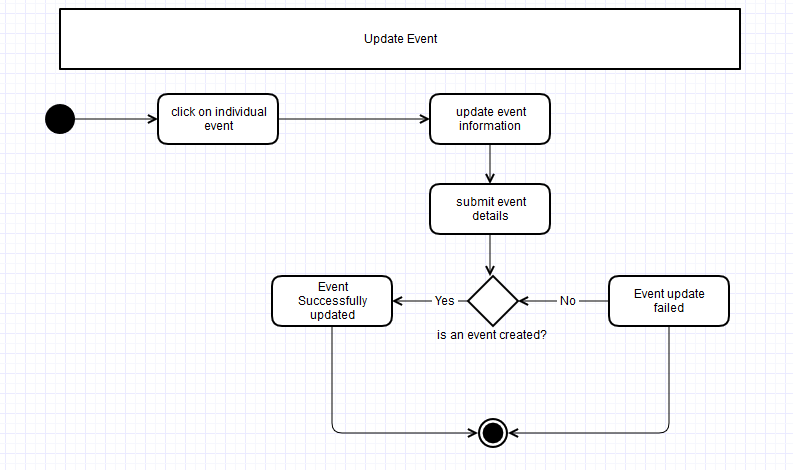 Update Event
click on individual
event
update event
information
submit event
details
Event
Successfully
updated
Yes
No
Event update
failed
is an event created?